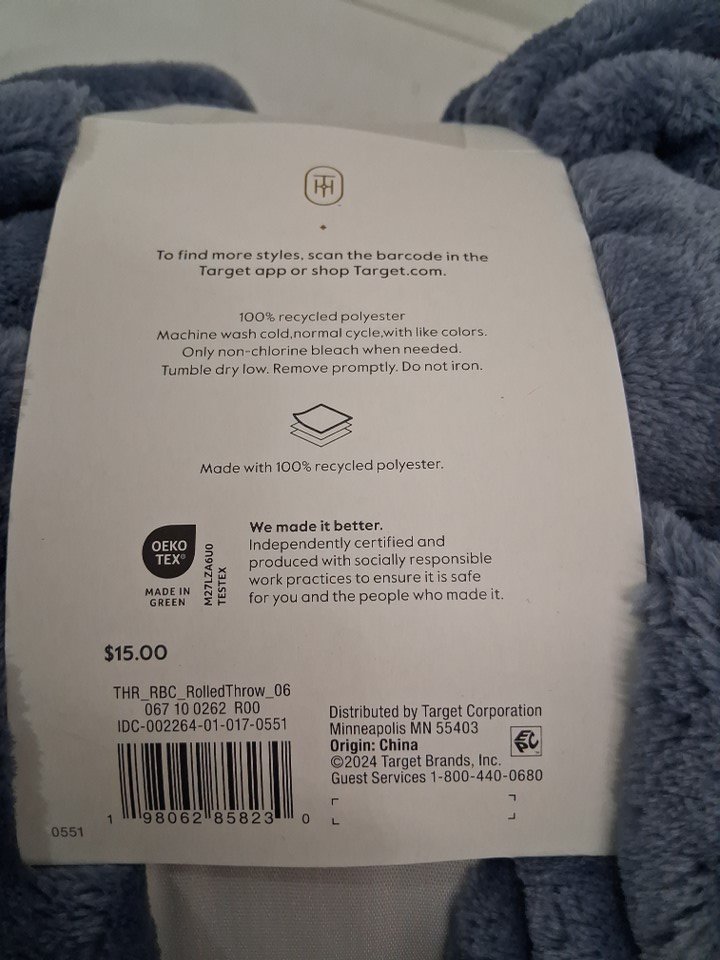 TH
To find more styles, scan the barcode in the
Target app or shop Target.com.
100% recycled polyester
Machine wash cold,normal cycle,with like colors.
Only non-chlorine bleach when needed.
Tumble dry low. Remove promptly. Do not iron.
Made with 100% recycled polyester.
OEKO
TEX®
MADE IN
GREEN
M27LZA6U0
TESTEX
We made it better.
Independently certified and
produced with socially responsible
work practices to ensure it is safe
for you and the people who made it.
$15.00
THR_RBC_RolledThrow_06
067 10 0262 R00
IDC-002264-01-017-0551
1 98062 85823 0
0551
Distributed by Target Corporation
Minneapolis MN 55403
Origin: China
©2024 Target Brands, Inc.
Guest Services 1-800-440-0680
EPC